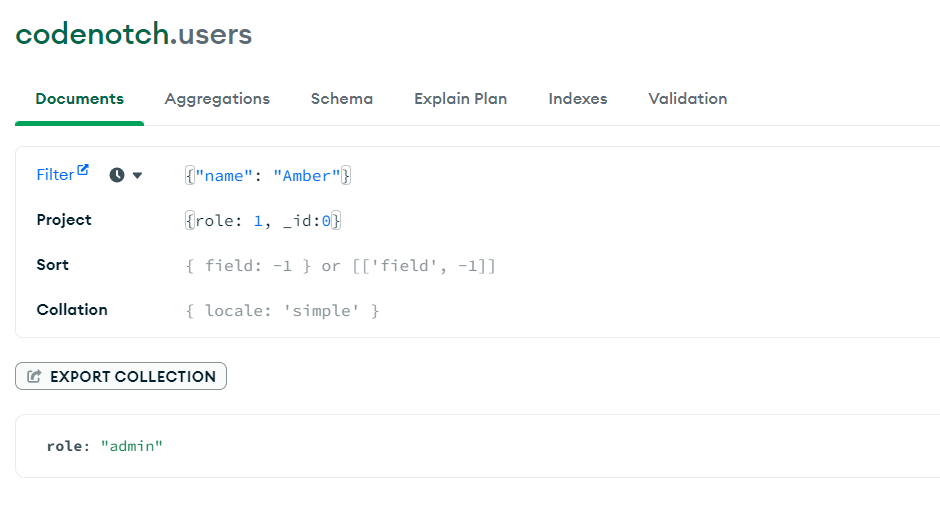 codenotch.users
Documents Aggregations Schema Explain Plan Indexes Validation
Filter {"name": "Amber"}
Project {role: 1, _id:0}
Sort { field: -1 } or [['field', -1]]
Collation { locale: 'simple' }
EXPORT COLLECTION
role: "admin"